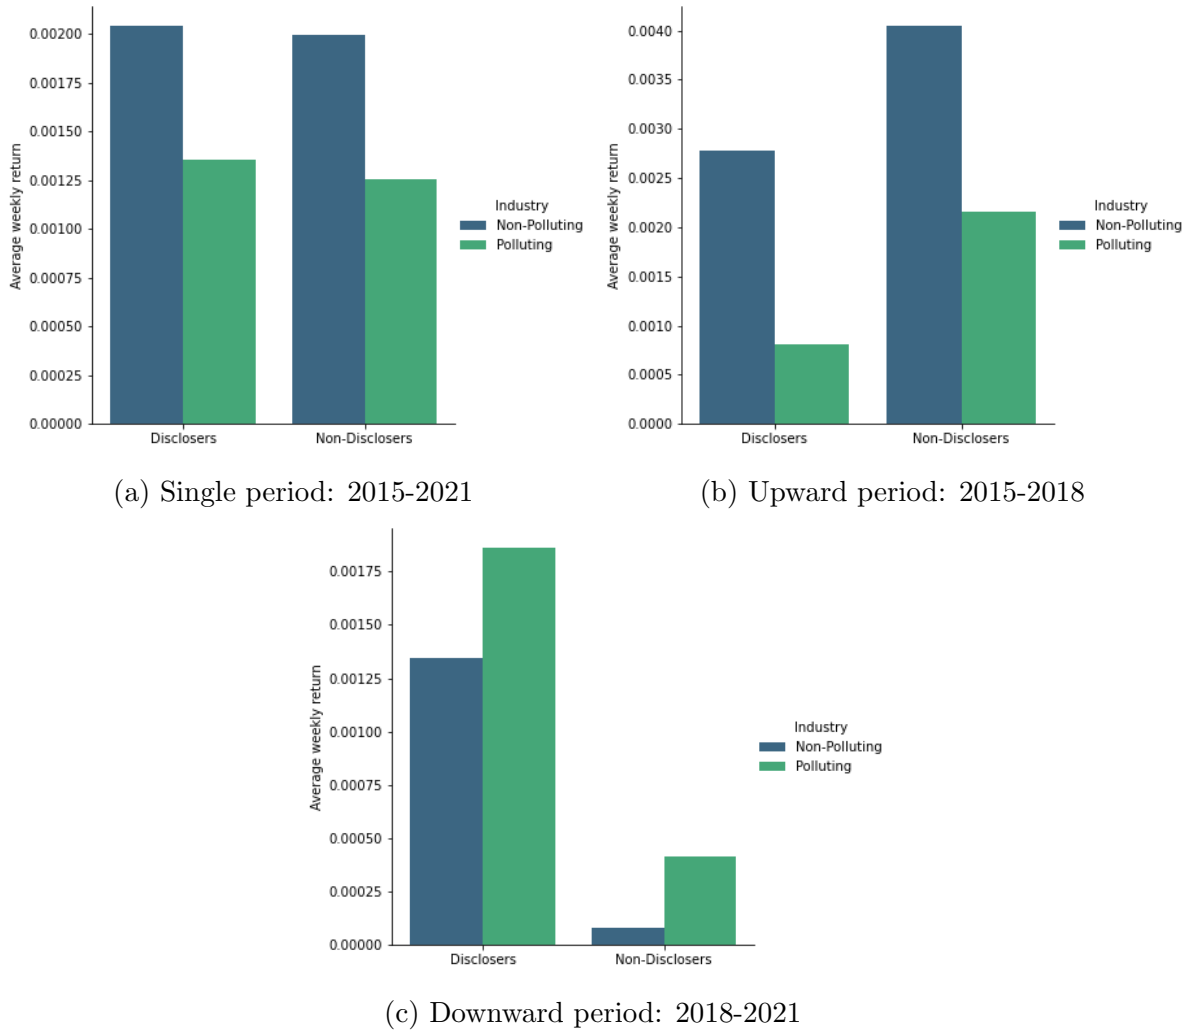 0.00200
0.00175
0.00150
0.00125
0.00100
0.00075
0.00050
0.00025
0.00000
Average weekly return
Disclosers
Non-Disclosers
Industry
Non-Polluting
Polluting
(a) Single period: 2015-2021
0.0040
0.0035
0.0030
0.0025
0.0020
0.0015
0.0010
0.0005
0.0000
Average weekly return
Disclosers
Non-Disclosers
Industry
Non-Polluting
Polluting
(b) Upward period: 2015-2018
0.00175
0.00150
0.00125
0.00100
0.00075
0.00050
0.00025
0.00000
Average weekly return
Disclosers
Non-Disclosers
Industry
Non-Polluting
Polluting
(c) Downward period: 2018-2021